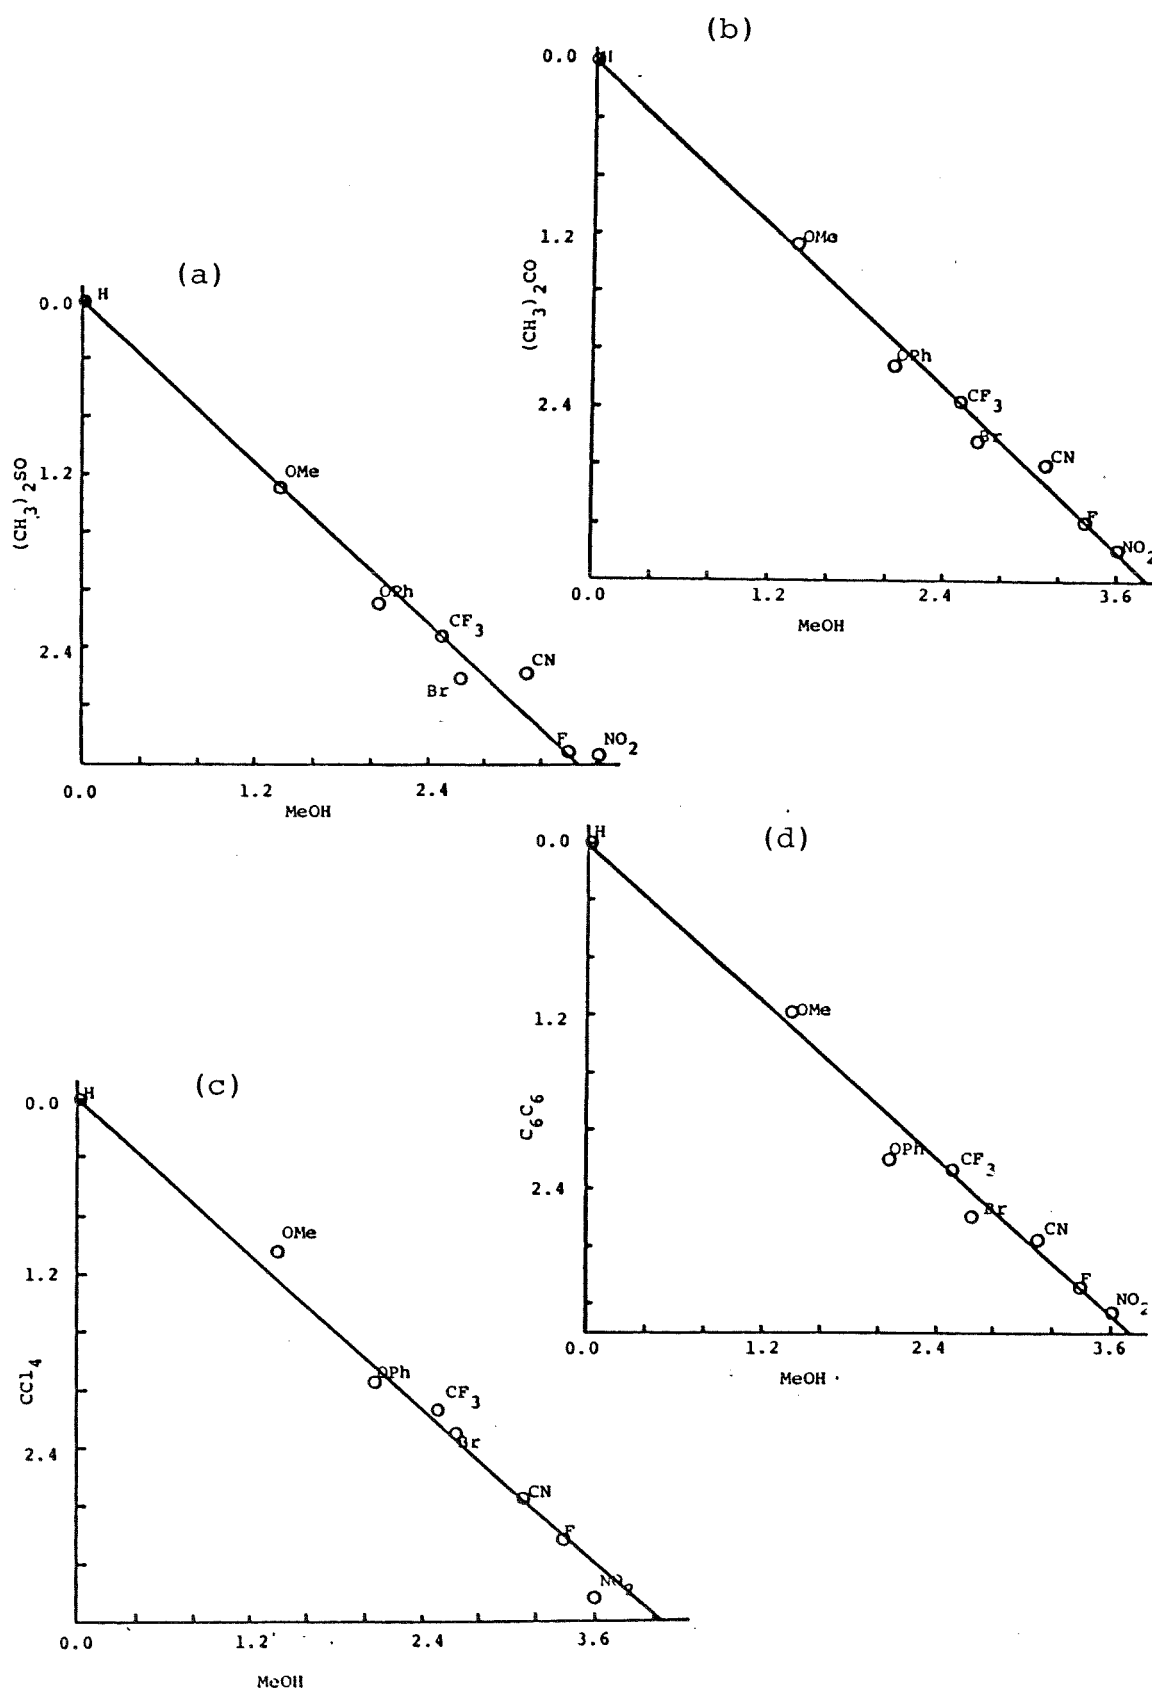 (b)
0.0
H
1.2
OMe
(CH3)2CO
OPh
2.4
CF3
Br
CN
F
NO2
0.0
1.2
2.4
3.6
MeOH
(a)
0.0
H
1.2
OMe
(CH3)2SO
OPh
CF3
2.4
CN
Br
F
NO2
0.0
1.2
2.4
MeOH
(d)
0.0
H
1.2
OMe
C6C6
OPh
CF3
2.4
Br
CN
F
NO2
0.0
1.2
2.4
3.6
MeOH
(c)
0.0
H
OMe
1.2
OPh
CCl4
CF3
2.4
Br
CN
F
NO2
0.0
1.2
2.4
3.6
MeOH